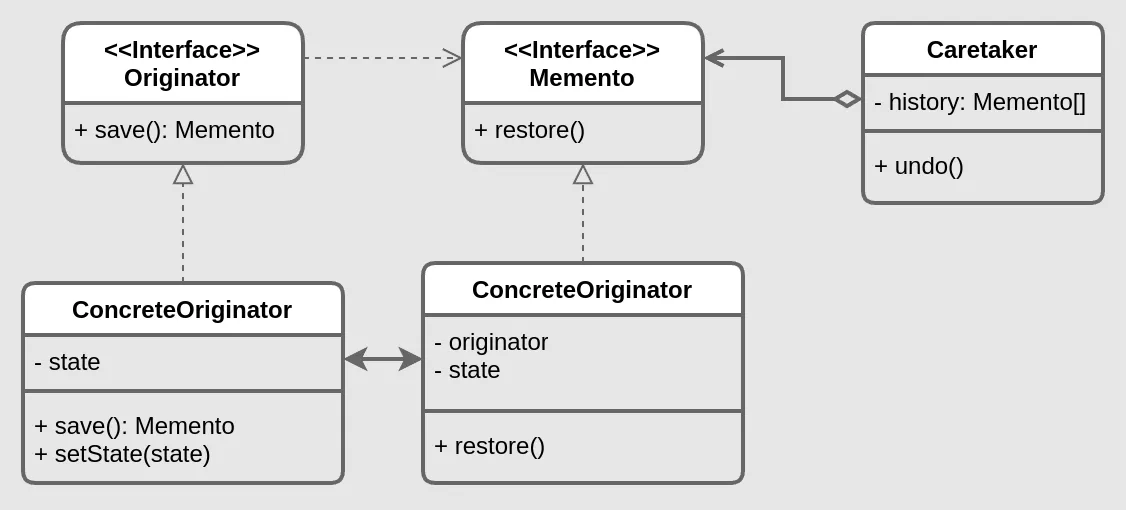 <<Interface>>
Originator
+ save(): Memento
<<Interface>>
Memento
+ restore()
Caretaker
- history: Memento[]
+ undo()
ConcreteOriginator
- state
+ save(): Memento
+ setState(state)
ConcreteOriginator
- originator
- state
+ restore()